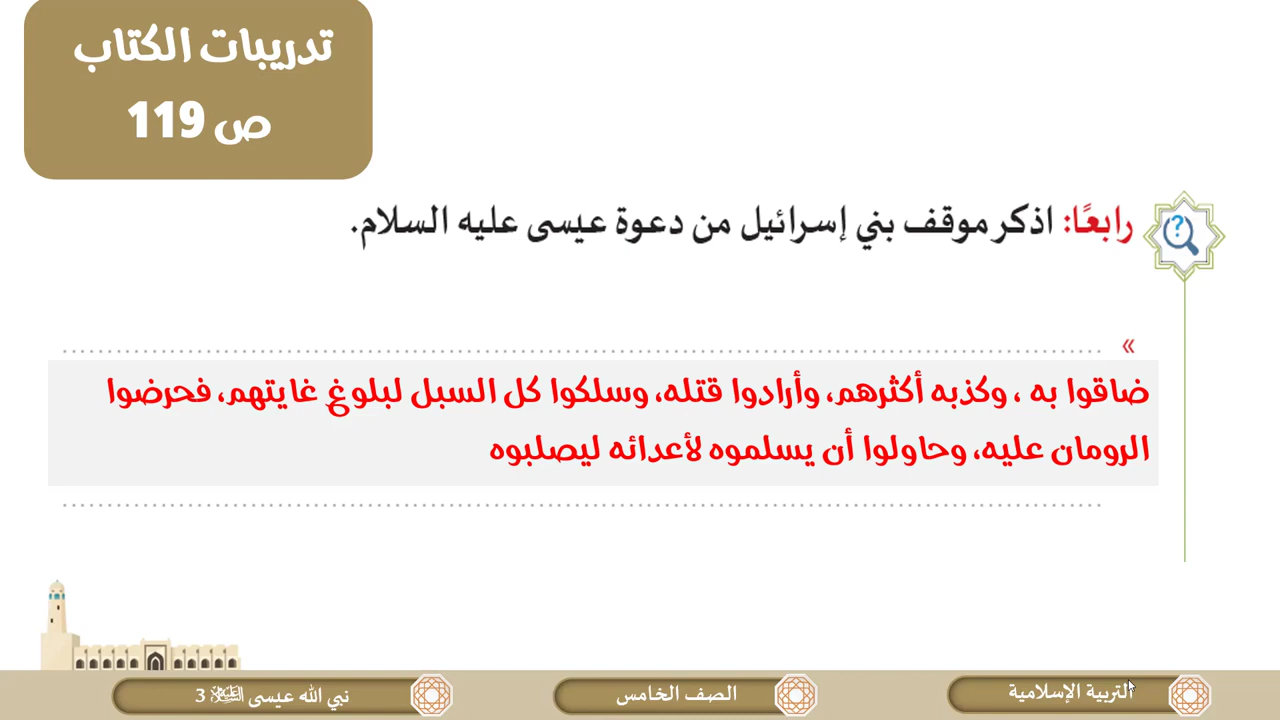 تدريبات الكتاب
ص 119
رابعًا: اذكر موقف بني إسرائيل من دعوة عيسى عليه السلام.
»
ضاقوا به ، وكذبه أكثرهم، وأرادوا قتله، وسلكوا كل السبل لبلوغ غايتهم، فحرضوا
الرومان عليه، وحاولوا أن يسلموه لأعدائه ليصلبوه
التربية الإسلامية
الصف الخامس
نبي الله عيسى عليه السلام 3